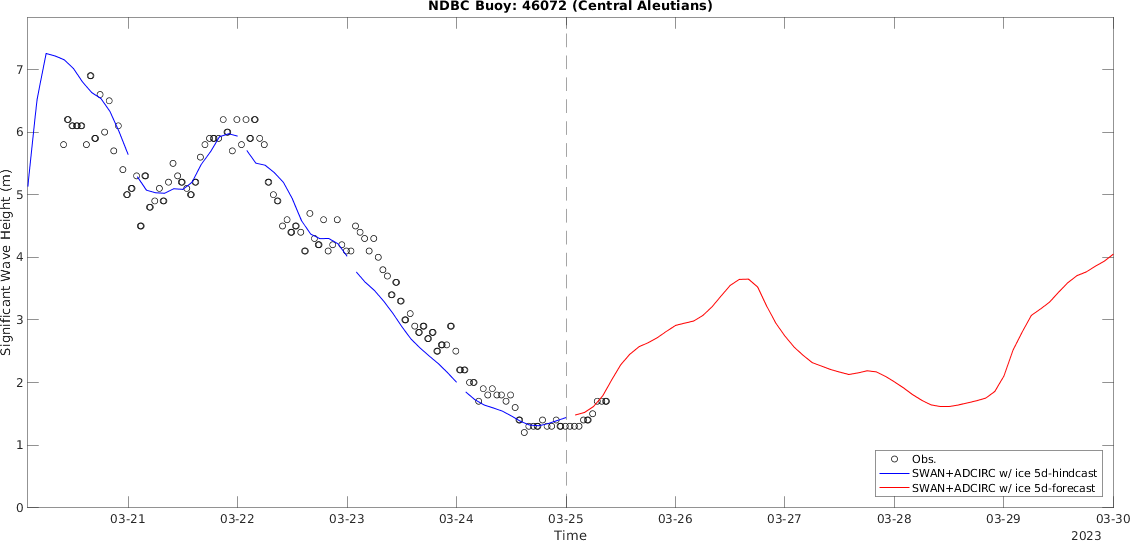 NDBC Buoy: 46072 (Central Aleutians)
7
6
5
4
3
2
1
0
Significant Wave Height (m)
Obs.
SWAN+ADCIRC w/ ice 5d-hindcast
SWAN+ADCIRC w/ ice 5d-forecast
03-21 03-22 03-23 03-24 03-25 03-26 03-27 03-28 03-29 03-30
Time
2023